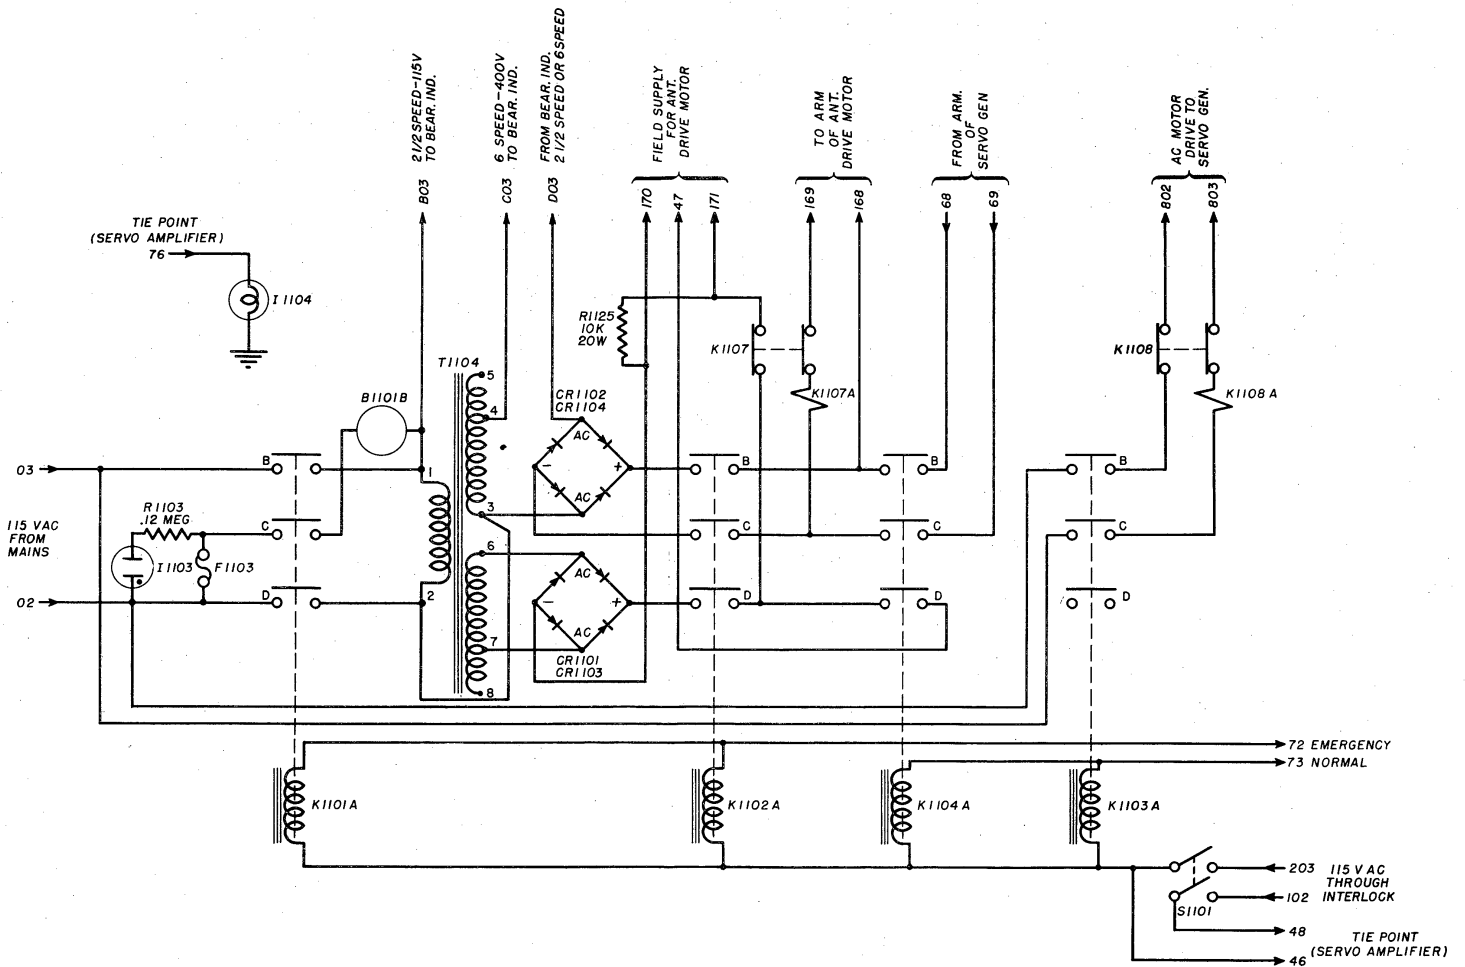 2 1/2 SPEED-115V
TO BEAR. IND.
6 SPEED-400V
TO BEAR. IND.
FROM BEAR. IND.
2 1/2 SPEED OR 6 SPEED
FIELD SUPPLY
FOR ANT.
DRIVE MOTOR
TO ARM
OF ANT.
DRIVE MOTOR
FROM ARM.
OF
SERVO GEN
AC MOTOR
DRIVE TO
SERVO GEN.
B03
C03
D03
170
47
171
169
168
68
69
802
803
TIE POINT
(SERVO AMPLIFIER)
76
I 1104
R1125
10K
20W
K1107
K1108
T1104
5
B1101B
CR1102
CR1104
K1107A
K1108 A
4
AC
03
B
1
-
+
B
B
B
AC
R1103
.12 MEG
3
115 VAC
FROM
MAINS
C
C
C
C
6
I1103
F1103
AC
02
D
2
-
+
D
D
D
AC
7
CR1101
CR1103
8
72 EMERGENCY
73 NORMAL
K1101A
K1102A
K1104A
K1103A
203
115 VAC
THROUGH
INTERLOCK
102
S1101
48
TIE POINT
(SERVO AMPLIFIER)
46